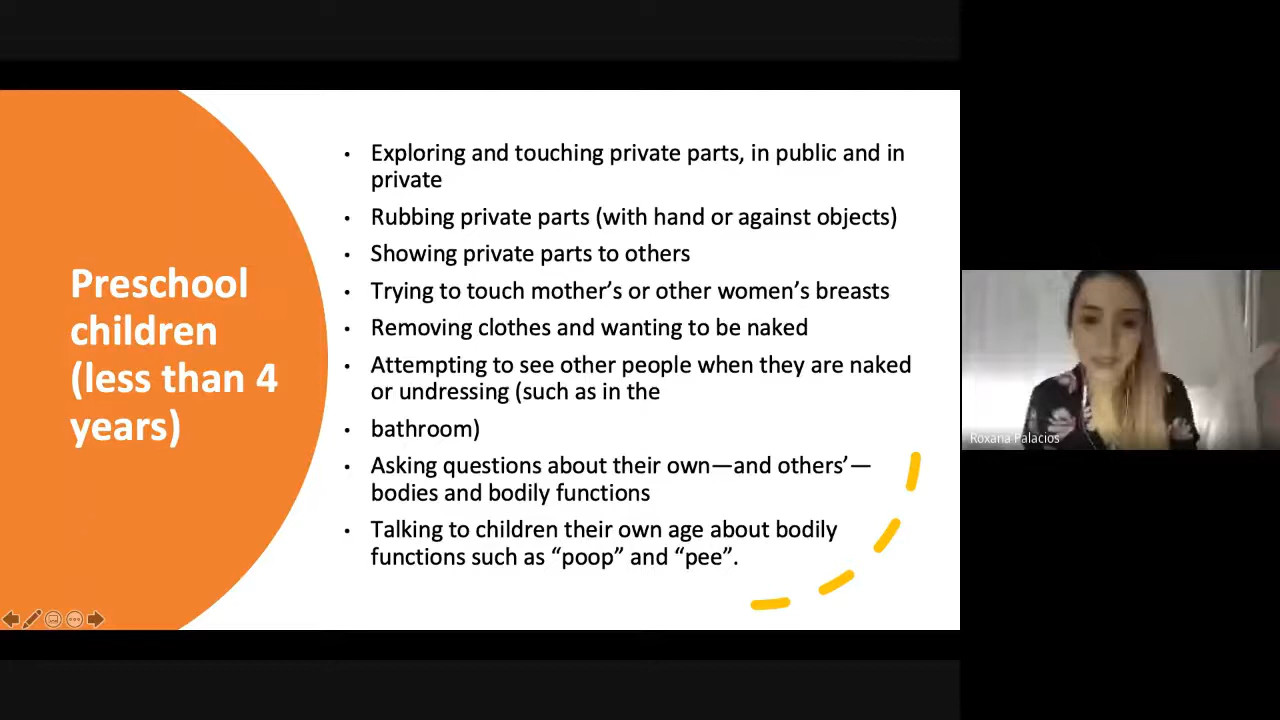 Preschool
children
(less than 4
years)
• Exploring and touching private parts, in public and in
private
• Rubbing private parts (with hand or against objects)
• Showing private parts to others
• Trying to touch mother’s or other women’s breasts
• Removing clothes and wanting to be naked
• Attempting to see other people when they are naked
or undressing (such as in the
• bathroom)
• Asking questions about their own—and others’—
bodies and bodily functions
• Talking to children their own age about bodily
functions such as “poop” and “pee”.
Roxana Palacios